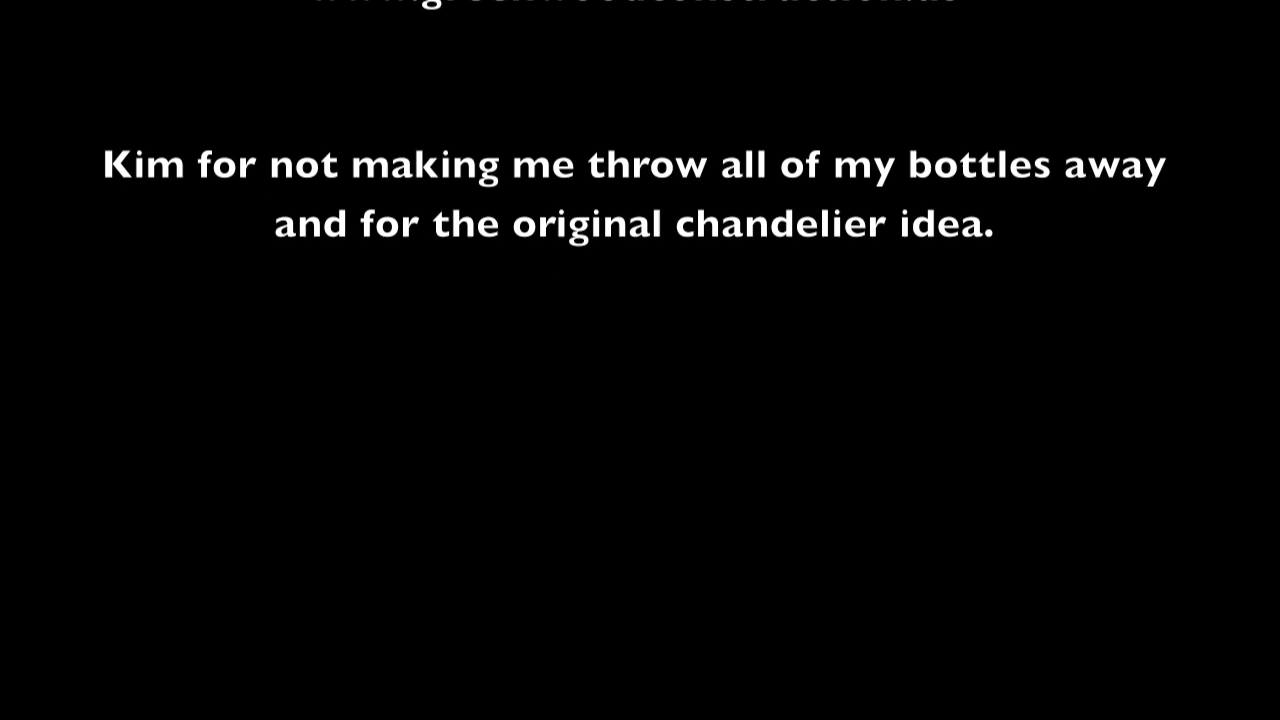 Kim for not making me throw all of my bottles away
and for the original chandelier idea.